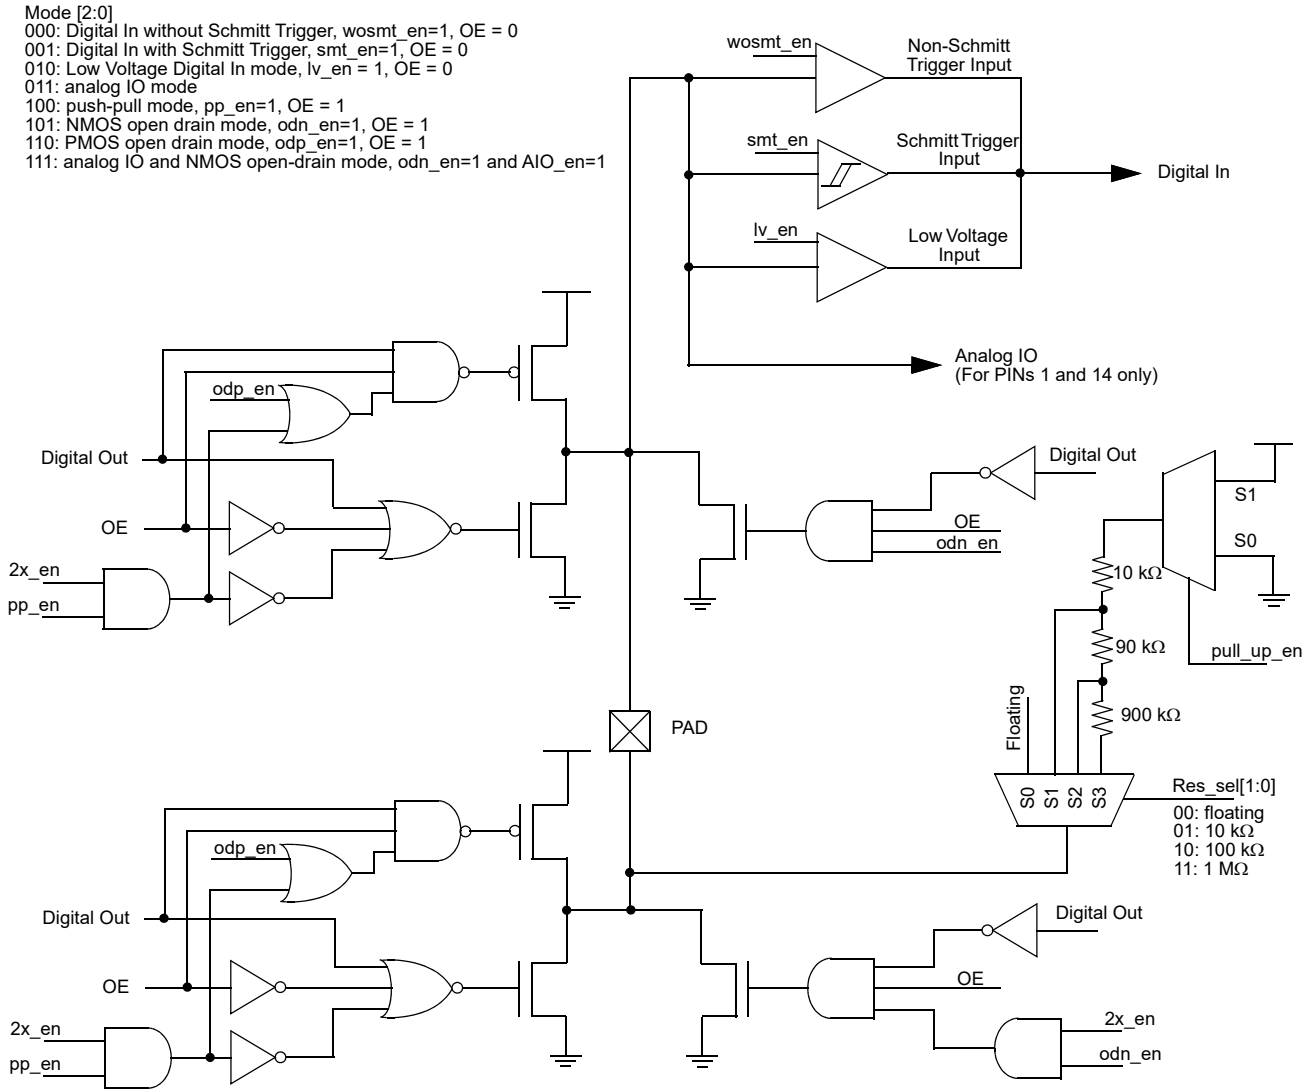 Mode [2:0]
000: Digital In without Schmitt Trigger, wosmt_en=1, OE = 0
001: Digital In with Schmitt Trigger, smt_en=1, OE = 0
010: Low Voltage Digital In mode, lv_en = 1, OE = 0
011: analog IO mode
100: push-pull mode, pp_en=1, OE = 1
101: NMOS open drain mode, odn_en=1, OE = 1
110: PMOS open drain mode, odp_en=1, OE = 1
111: analog IO and NMOS open-drain mode, odn_en=1 and AIO_en=1
wosmt_en
Non-Schmitt
Trigger Input
smt_en
Schmitt Trigger
Input
Digital In
lv_en
Low Voltage
Input
Analog IO
(For PINs 1 and 14 only)
odp_en
Digital Out
OE
2x_en
pp_en
Digital Out
OE
odn_en
S1
S0
10 kΩ
90 kΩ
900 kΩ
pull_up_en
Floating
S0
S1
S2
S3
Res_sel[1:0]
00: floating
01: 10 kΩ
10: 100 kΩ
11: 1 MΩ
PAD
odp_en
Digital Out
OE
2x_en
pp_en
Digital Out
OE
2x_en
odn_en